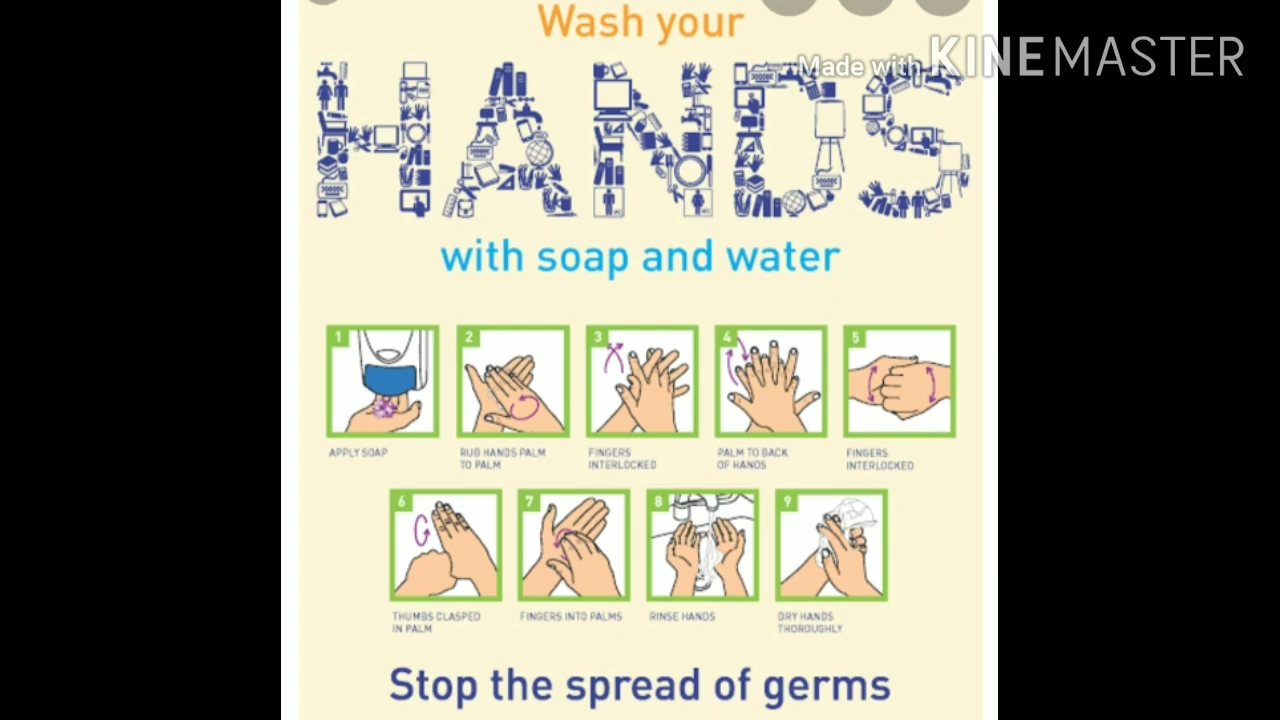 Wash your
Made with KINEMASTER
HANDS
with soap and water
1
APPLY SOAP
2
RUB HANDS PALM
TO PALM
3
FINGERS
INTERLOCKED
4
PALM TO BACK
OF HANDS
5
FINGERS
INTERLOCKED
6
THUMBS CLASPED
IN PALM
7
FINGERS INTO PALMS
8
RINSE HANDS
9
DRY HANDS
THOROUGHLY
Stop the spread of germs